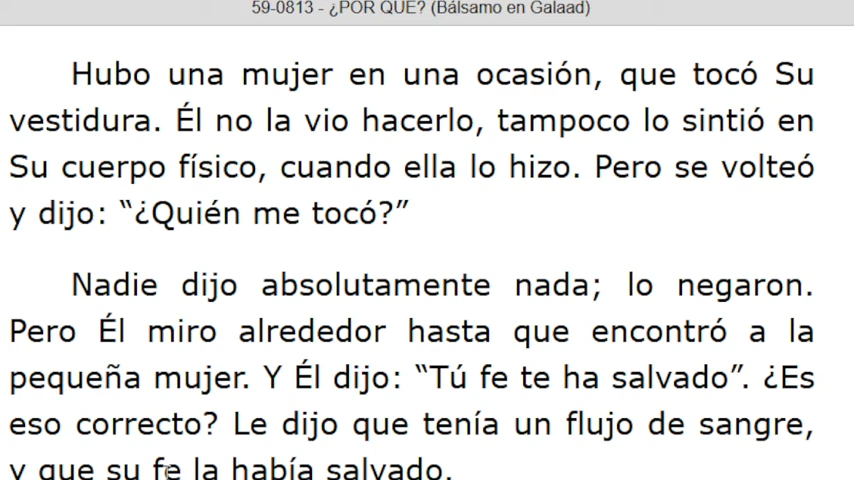 59-0813 - ¿POR QUE? (Bálsamo en Galaad)
Hubo una mujer en una ocasión, que tocó Su
vestidura. Él no la vio hacerlo, tampoco lo sintió en
Su cuerpo físico, cuando ella lo hizo. Pero se volteó
y dijo: “¿Quién me tocó?”
Nadie dijo absolutamente nada; lo negaron.
Pero Él miro alrededor hasta que encontró a la
pequeña mujer. Y Él dijo: “Tú fe te ha salvado”. ¿Es
eso correcto? Le dijo que tenía un flujo de sangre,
y que su fe la había salvado.